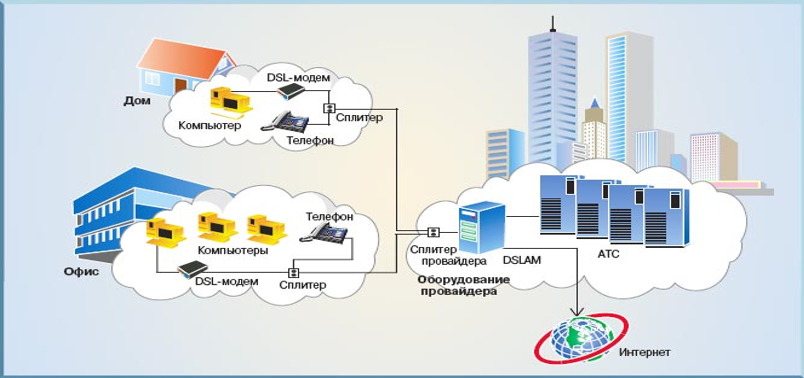 DSL-модем
Дом
Сплитер
Компьютер
Телефон
Телефон
Компьютеры
Офис
DSL-модем
Сплитер
Сплитер
провайдера
DSLAM
АТС
Оборудование
провайдера
Интернет